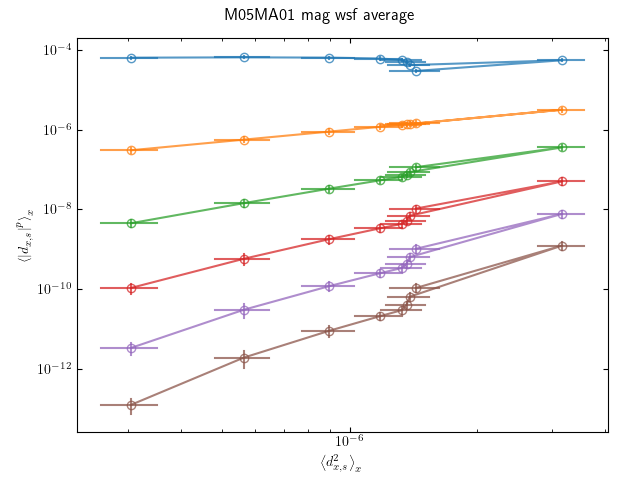 M05MA01 mag wsf average
10⁻⁴
10⁻⁶
10⁻⁸
10⁻¹⁰
10⁻¹²
⟨|d_{x,s}|^p⟩_x
10⁻⁶
⟨d²_{x,s}⟩_x